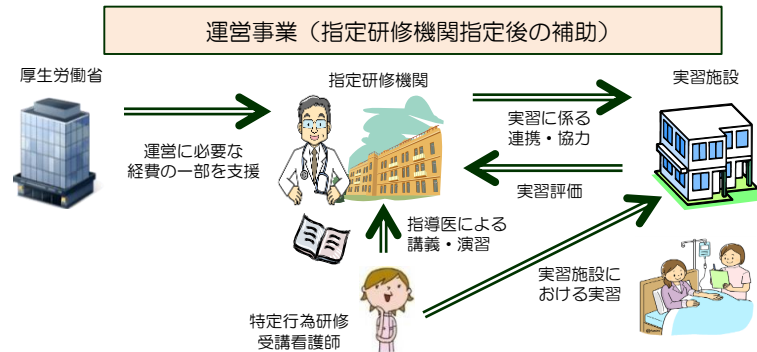 運営事業（指定研修機関指定後の補助）
厚生労働省
指定研修機関
実習施設
運営に必要な
経費の一部を支援
実習に係る
連携・協力
実習評価
指導医による
講義・演習
実習施設に
おける実習
特定行為研修
受講看護師